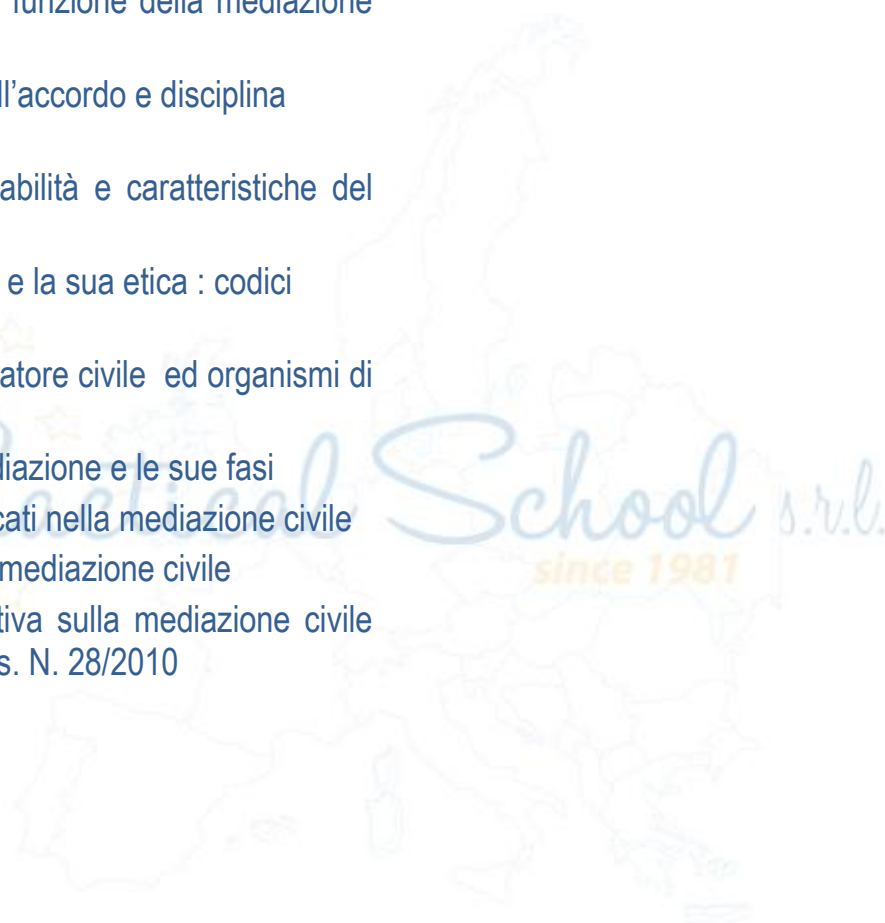 funzione della mediazione
ll'accordo e disciplina
abilità e caratteristiche del
e la sua etica : codici
atore civile ed organismi di
diazione e le sue fasi
cati nella mediazione civile
mediazione civile
tiva sulla mediazione civile
s. N. 28/2010
actical School s.r.l.
since 1981